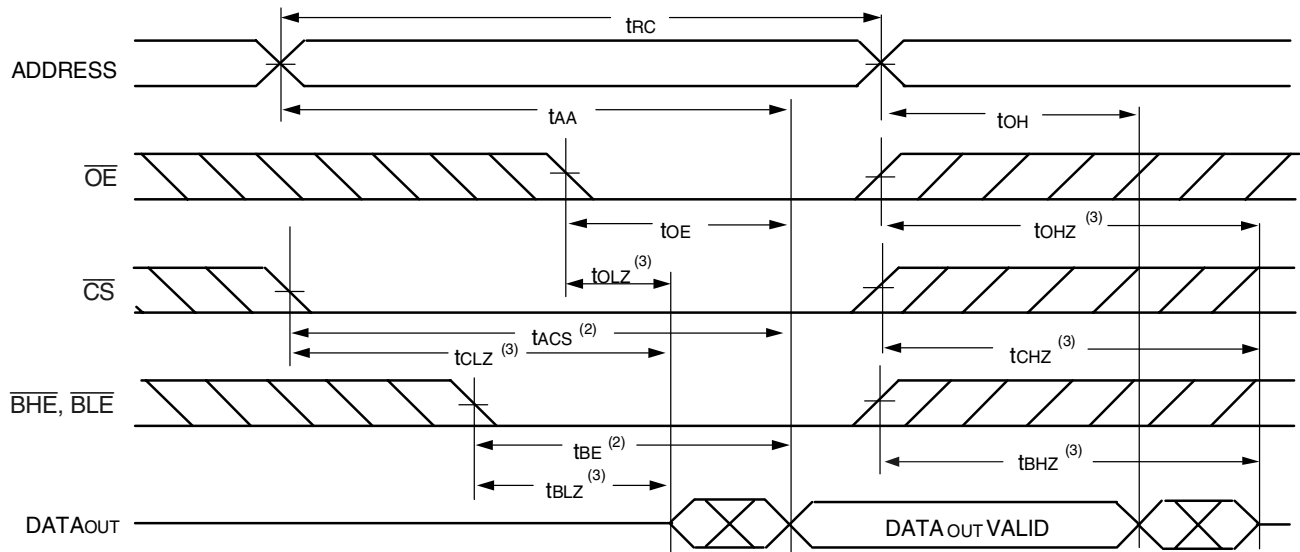 tRC
ADDRESS
tAA
tOH
OE
tOE
tOHZ (3)
tOLZ (3)
CS
tACS (2)
tCLZ (3)
tCHZ (3)
BHE, BLE
tBE (2)
tBHZ (3)
tBLZ (3)
DATAOUT
DATA OUT VALID